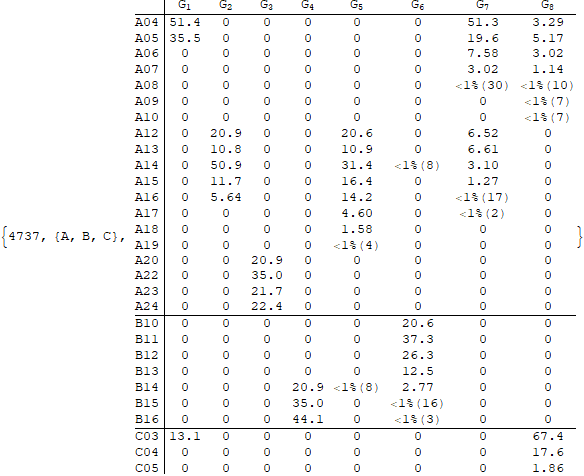 G1 G2 G3 G4 G5 G6 G7 G8
A04 51.4 0 0 0 0 0 51.3 3.29
A05 35.5 0 0 0 0 0 19.6 5.17
A06 0 0 0 0 0 0 7.58 3.02
A07 0 0 0 0 0 0 3.02 1.14
A08 0 0 0 0 0 0 <1%(30) <1%(10)
A09 0 0 0 0 0 0 0 <1%(7)
A10 0 0 0 0 0 0 0 <1%(7)
A12 0 20.9 0 0 20.6 0 6.52 0
A13 0 10.8 0 0 10.9 0 6.61 0
A14 0 50.9 0 0 31.4 <1%(8) 3.10 0
A15 0 11.7 0 0 16.4 0 1.27 0
A16 0 5.64 0 0 14.2 0 <1%(17) 0
A17 0 0 0 0 4.60 0 <1%(2) 0
A18 0 0 0 0 1.58 0 0 0
{4737, {A, B, C}, A19 0 0 0 0 <1%(4) 0 0 0 }
A20 0 0 20.9 0 0 0 0 0
A22 0 0 35.0 0 0 0 0 0
A23 0 0 21.7 0 0 0 0 0
A24 0 0 22.4 0 0 0 0 0
B10 0 0 0 0 0 20.6 0 0
B11 0 0 0 0 0 37.3 0 0
B12 0 0 0 0 0 26.3 0 0
B13 0 0 0 0 0 12.5 0 0
B14 0 0 0 20.9 <1%(8) 2.77 0 0
B15 0 0 0 35.0 0 <1%(16) 0 0
B16 0 0 0 44.1 0 <1%(3) 0 0
C03 13.1 0 0 0 0 0 0 67.4
C04 0 0 0 0 0 0 0 17.6
C05 0 0 0 0 0 0 0 1.86